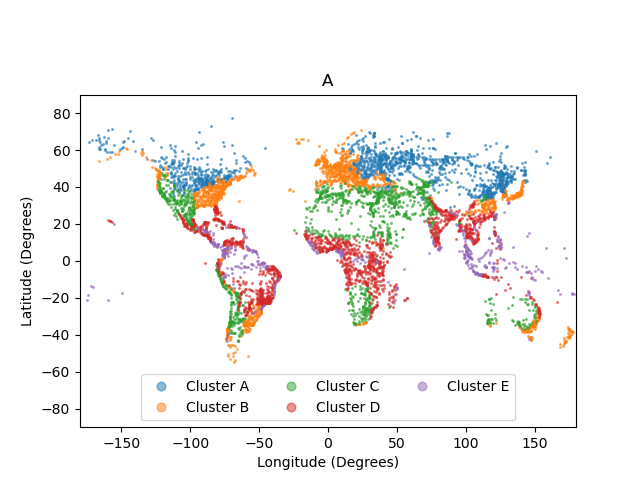 A
80
60
40
20
0
−20
−40
−60
−80
Latitude (Degrees)
Cluster A Cluster C Cluster E
Cluster B Cluster D
−150 −100 −50 0 50 100 150
Longitude (Degrees)